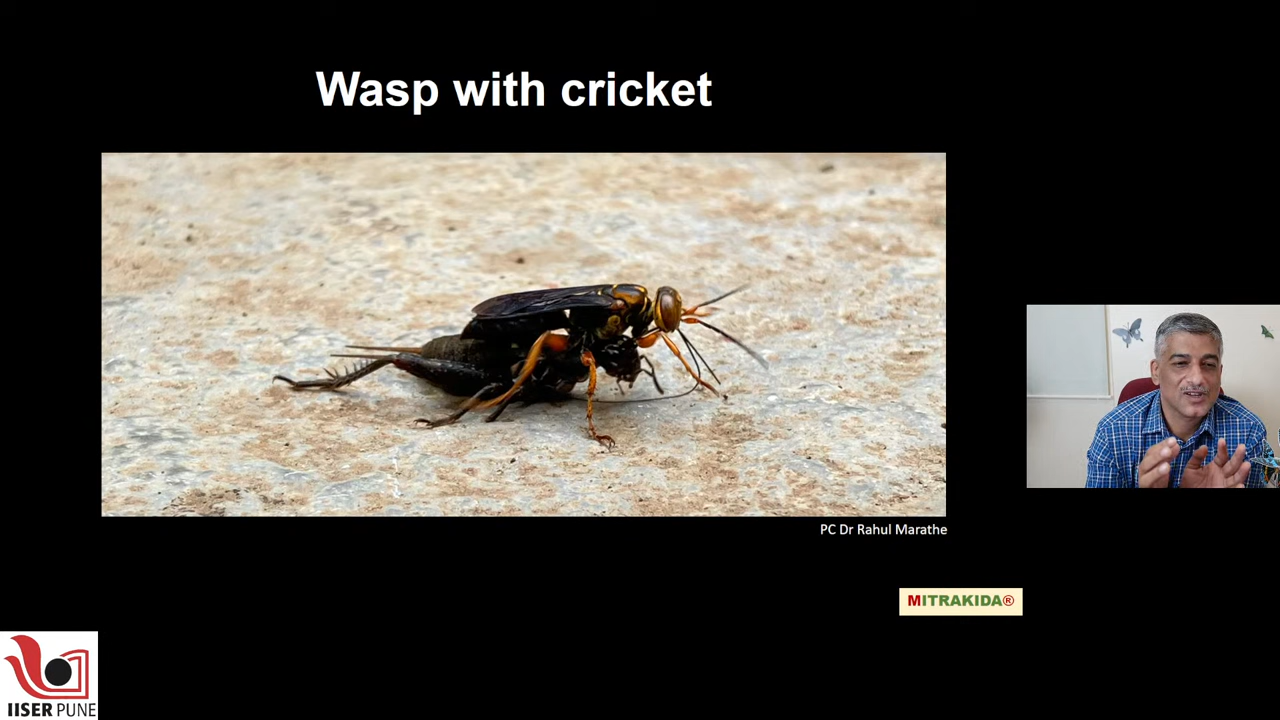 Wasp with cricket
PC Dr Rahul Marathe
MITRAKIDA®
IISER PUNE